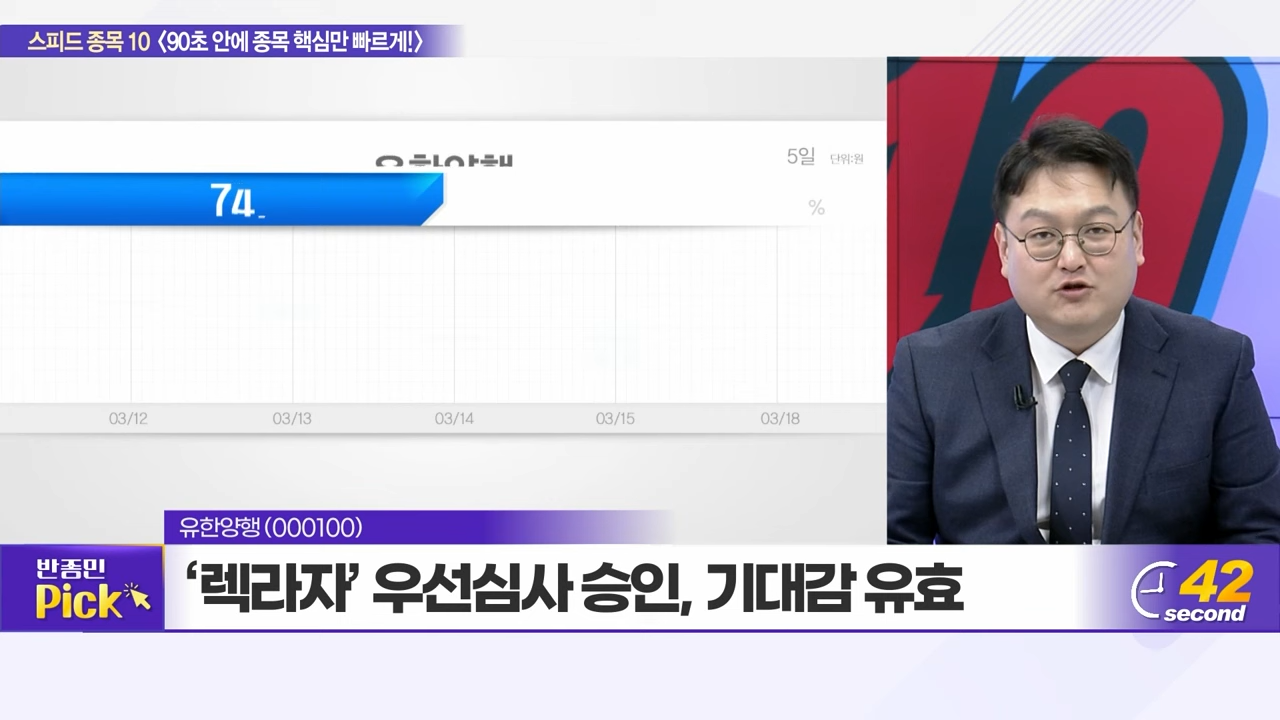 스피드 종목 10 〈90초 안에 종목 핵심만 빠르게!〉
5일 단위:원
74
%
03/12 03/13 03/14 03/15 03/18
유한양행(000100)
반종민
Pick
‘렉라자’ 우선심사 승인, 기대감 유효
42
second